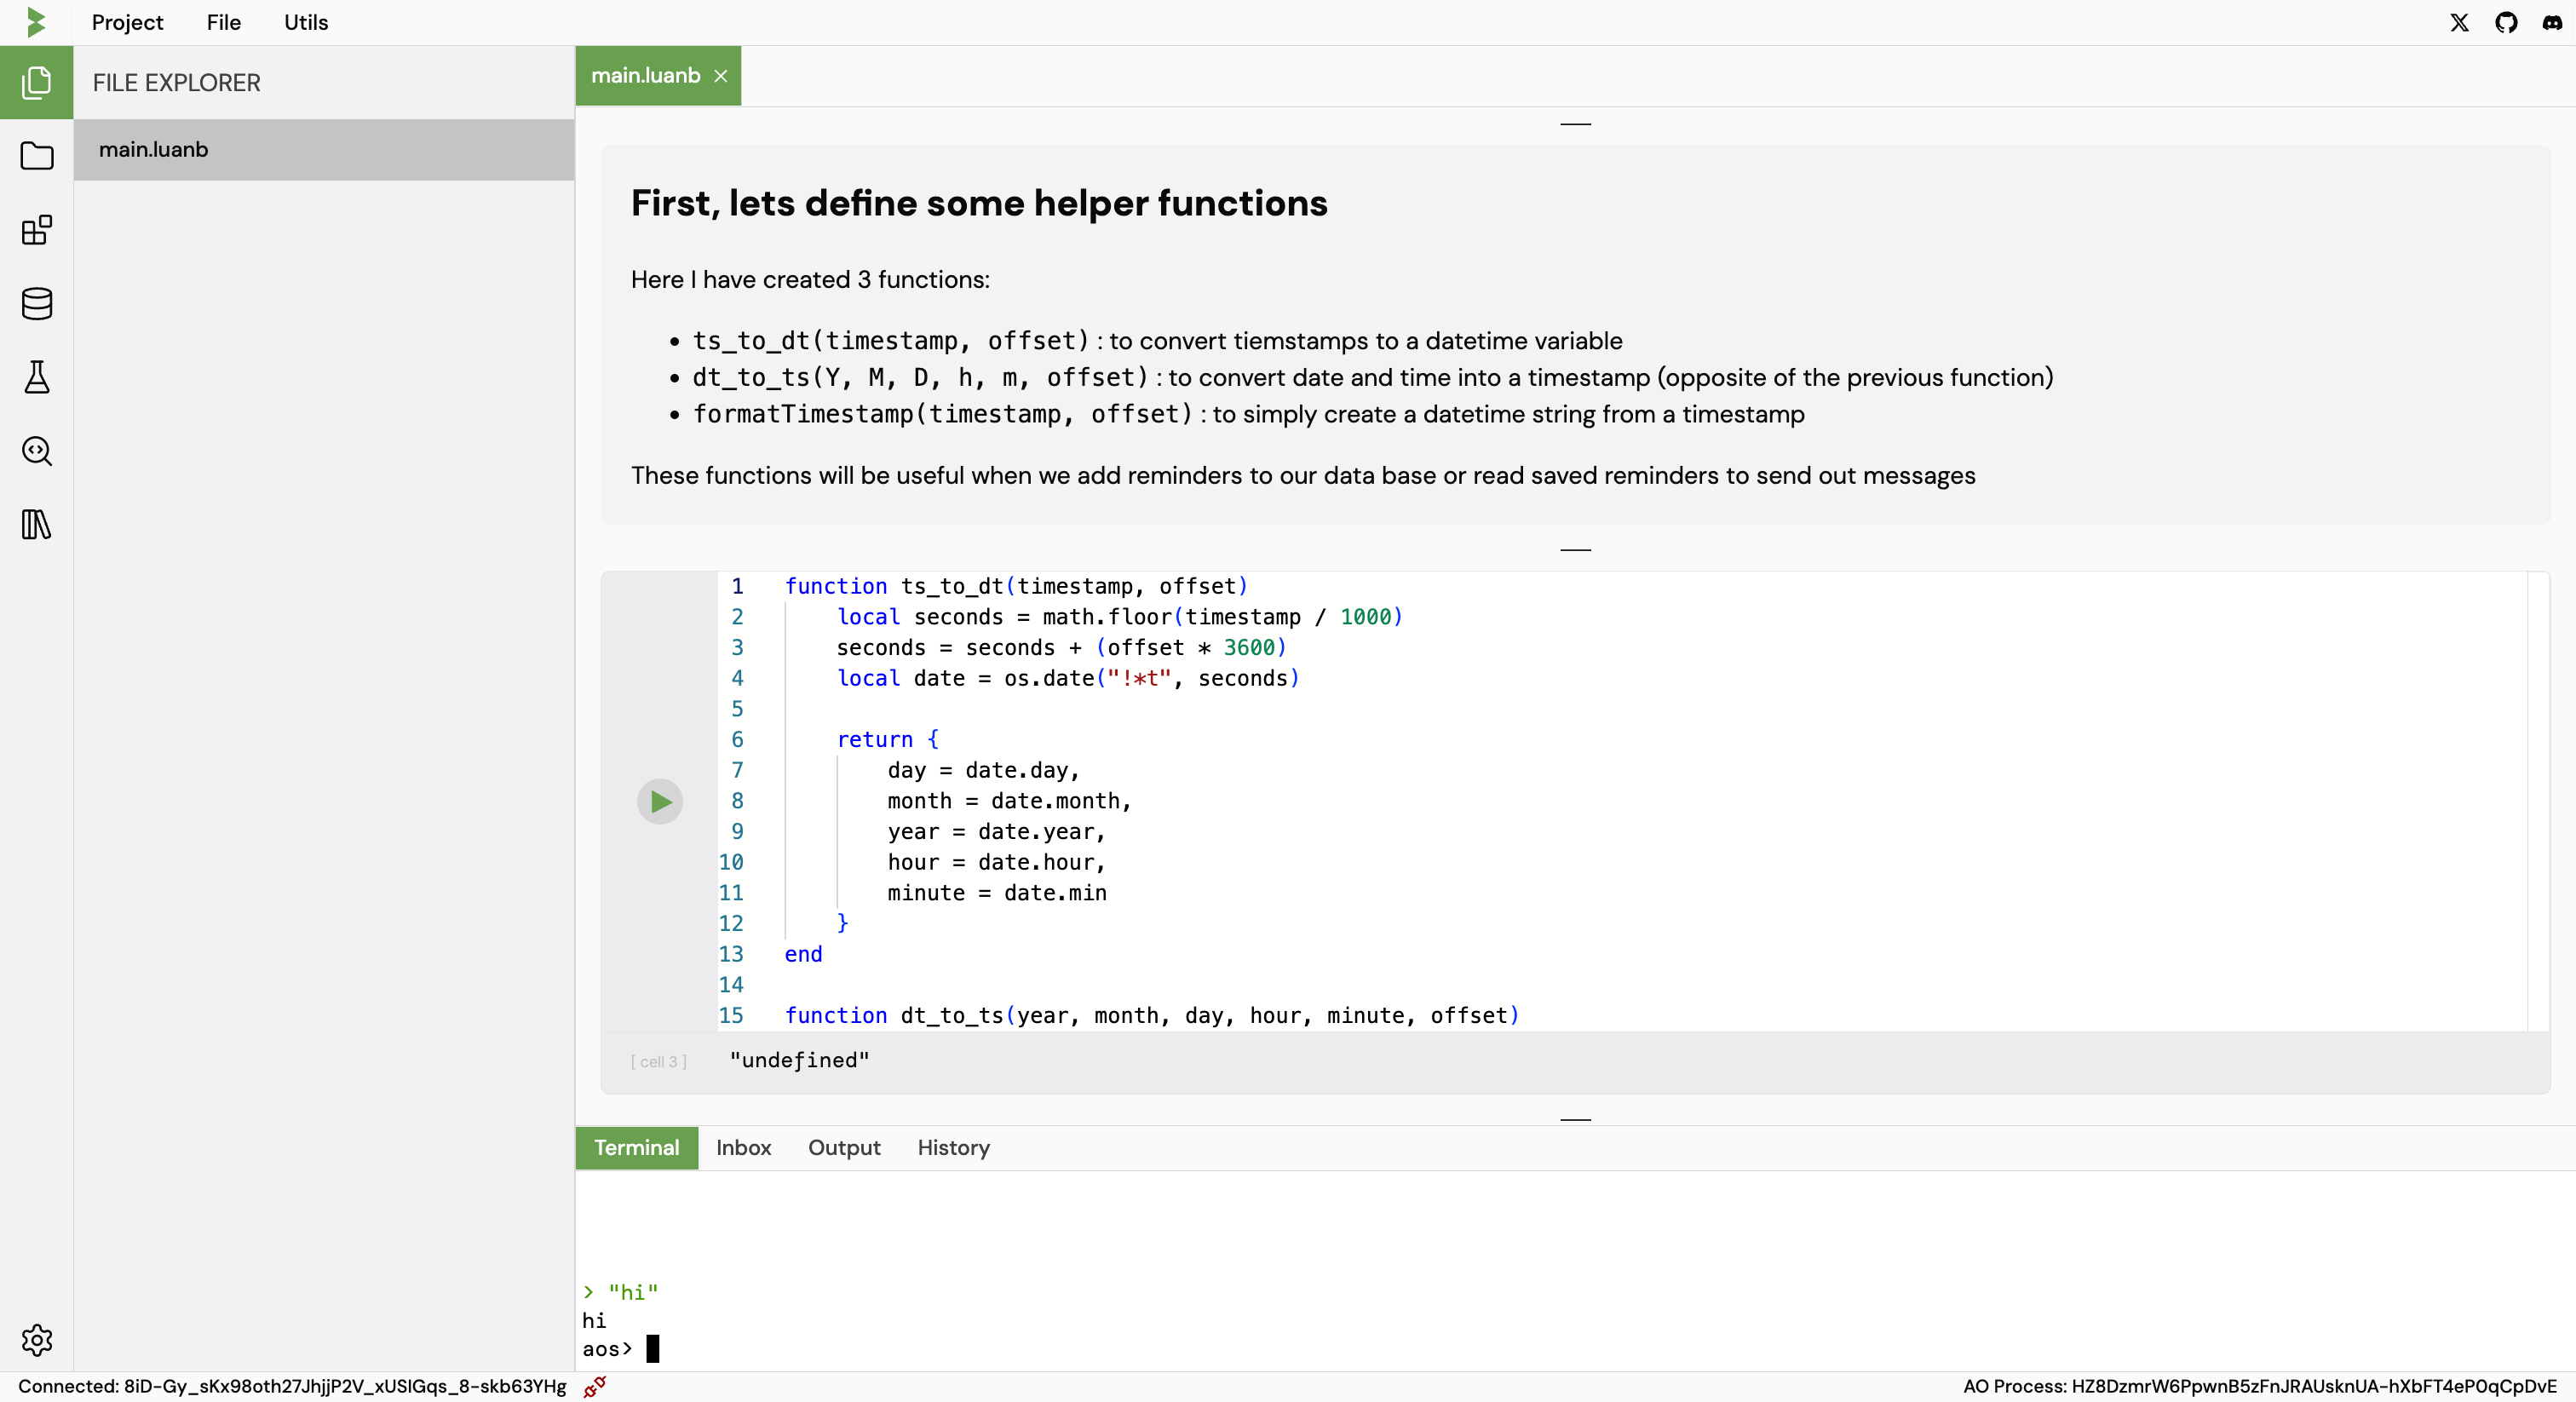 Project File Utils
FILE EXPLORER
main.luanb
main.luanb
First, lets define some helper functions
Here I have created 3 functions:
ts_to_dt(timestamp, offset) : to convert tiemstamps to a datetime variable
dt_to_ts(Y, M, D, h, m, offset) : to convert date and time into a timestamp (opposite of the previous function)
formatTimestamp(timestamp, offset) : to simply create a datetime string from a timestamp
These functions will be useful when we add reminders to our data base or read saved reminders to send out messages
1 function ts_to_dt(timestamp, offset)
2 local seconds = math.floor(timestamp / 1000)
3 seconds = seconds + (offset * 3600)
4 local date = os.date("!*t", seconds)
5
6 return {
7 day = date.day,
8 month = date.month,
9 year = date.year,
10 hour = date.hour,
11 minute = date.min
12 }
13 end
14
15 function dt_to_ts(year, month, day, hour, minute, offset)
[ cell 3 ] "undefined"
Terminal Inbox Output History
> "hi"
hi
aos>
Connected: 8iD-Gy_sKx98oth27JhjjP2V_xUSlGqs_8-skb63YHg
AO Process: HZ8DzmrW6PpwnB5zFnJRAUsknUA-hXbFT4eP0qCpDvE